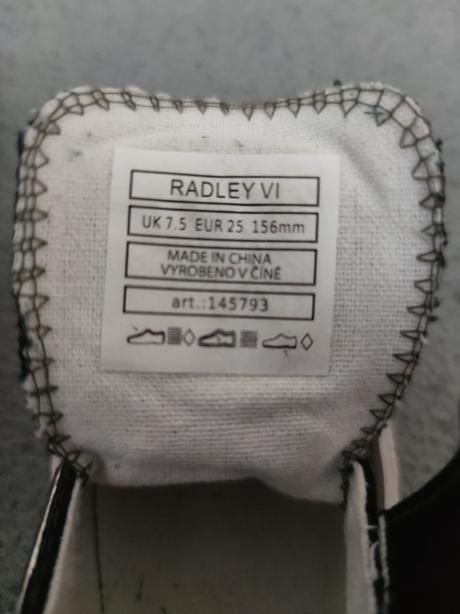 RADLEY VI
UK 7.5 EUR 25 156mm
MADE IN CHINA
VYROBENO V ČÍNĚ
art.:145793